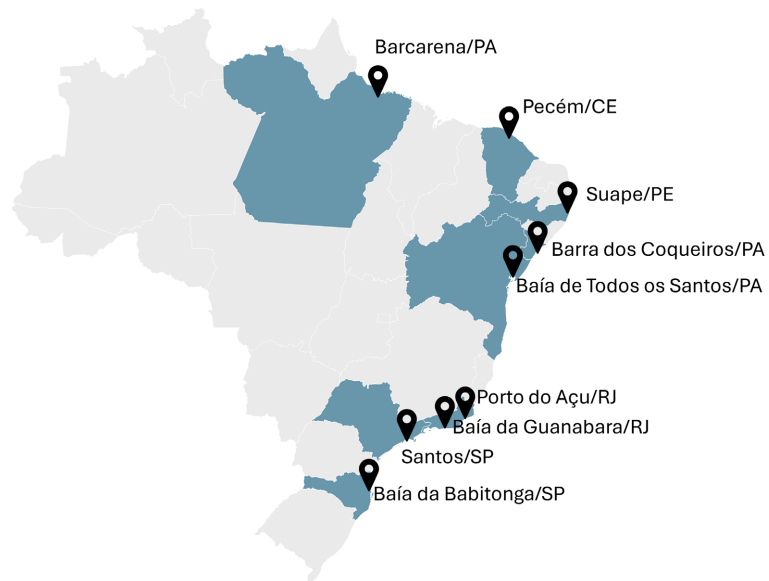 Barcarena/PA
Pecém/CE
Suape/PE
Barra dos Coqueiros/PA
Baía de Todos os Santos/PA
Porto do Açu/RJ
Baía da Guanabara/RJ
Santos/SP
Baía da Babitonga/SP